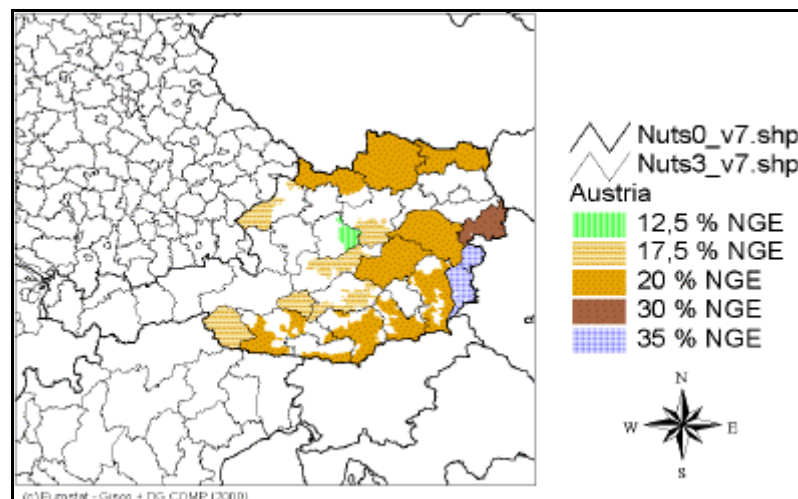 Nuts0_v7.shp
Nuts3_v7.shp
Austria
12,5 % NGE
17,5 % NGE
20 % NGE
30 % NGE
35 % NGE
N
W E
S
(c)Eurostat - Gisco + DG COMP (2000)